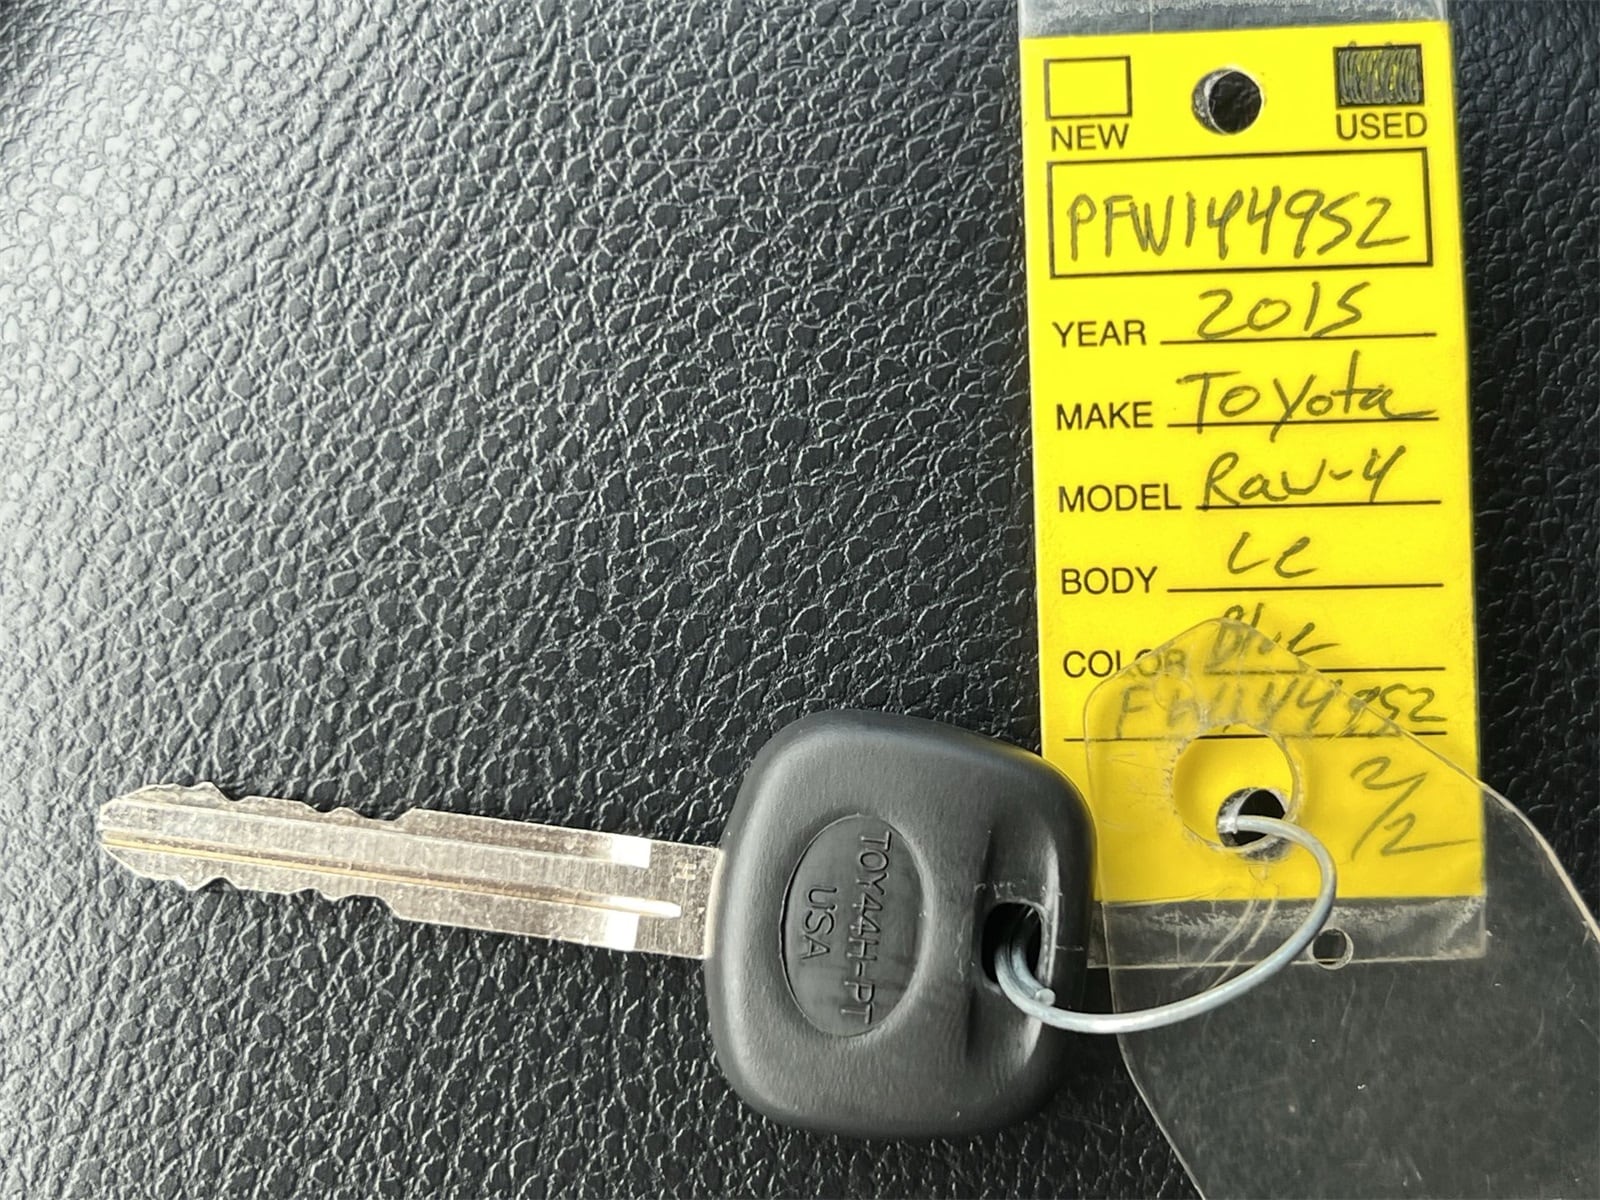 NEW USED
PFW144952
YEAR 2015
MAKE Toyota
MODEL Rav-4
BODY LE
COLOR Blue
FW144952
2/2
H
TOY44H-PT
USA